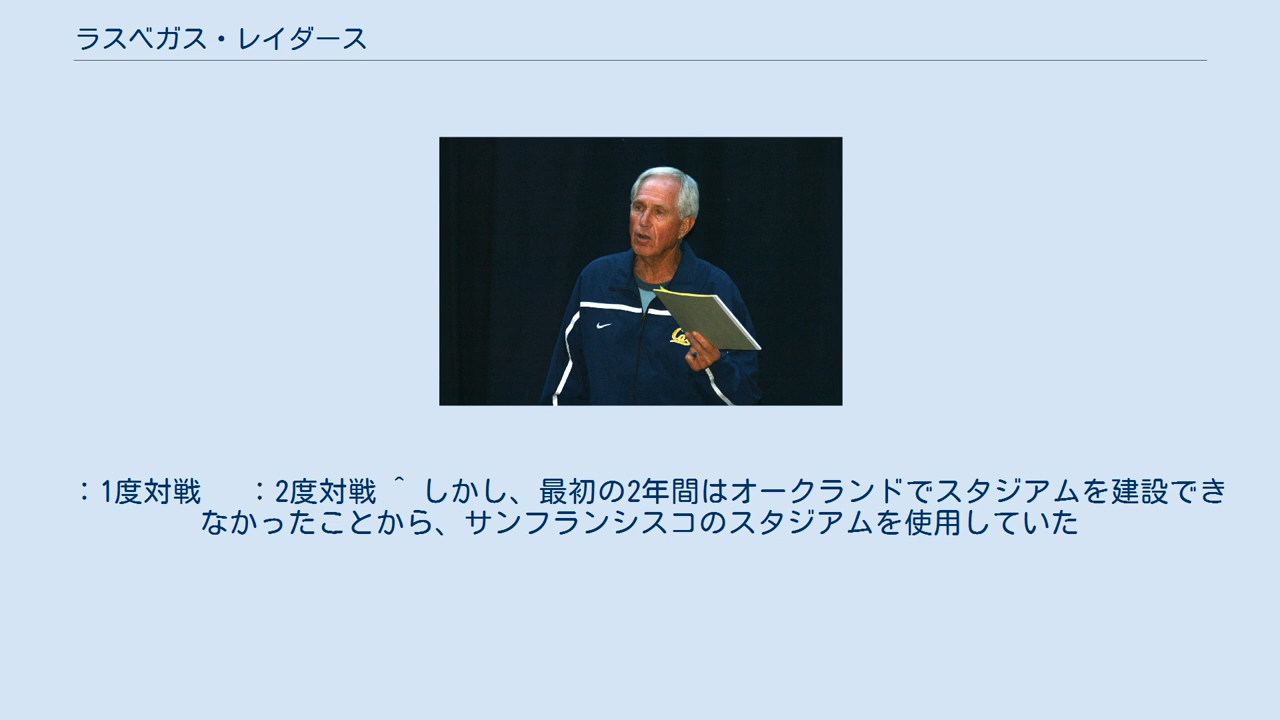 ラスベガス・レイダース
Cal
：1度対戦　：2度対戦 ＾ しかし、最初の2年間はオークランドでスタジアムを建設でき
なかったことから、サンフランシスコのスタジアムを使用していた